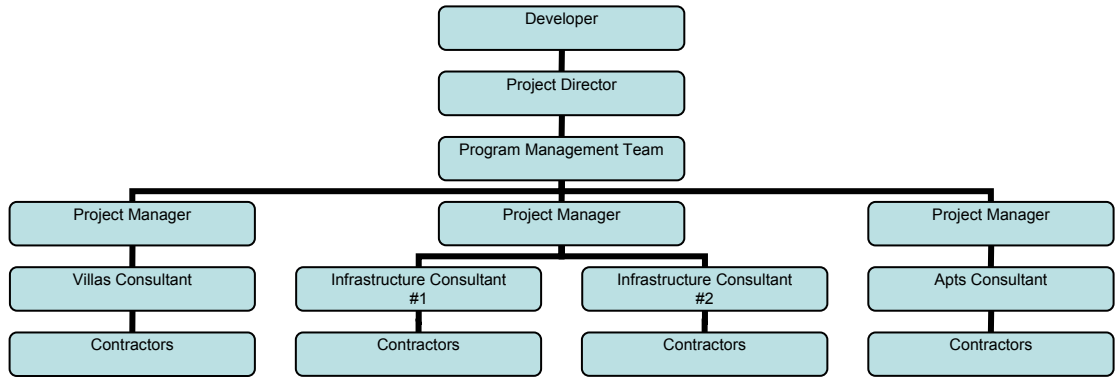 Developer
Project Director
Program Management Team
Project Manager
Project Manager
Project Manager
Villas Consultant
Infrastructure Consultant
#1
Infrastructure Consultant
#2
Apts Consultant
Contractors
Contractors
Contractors
Contractors